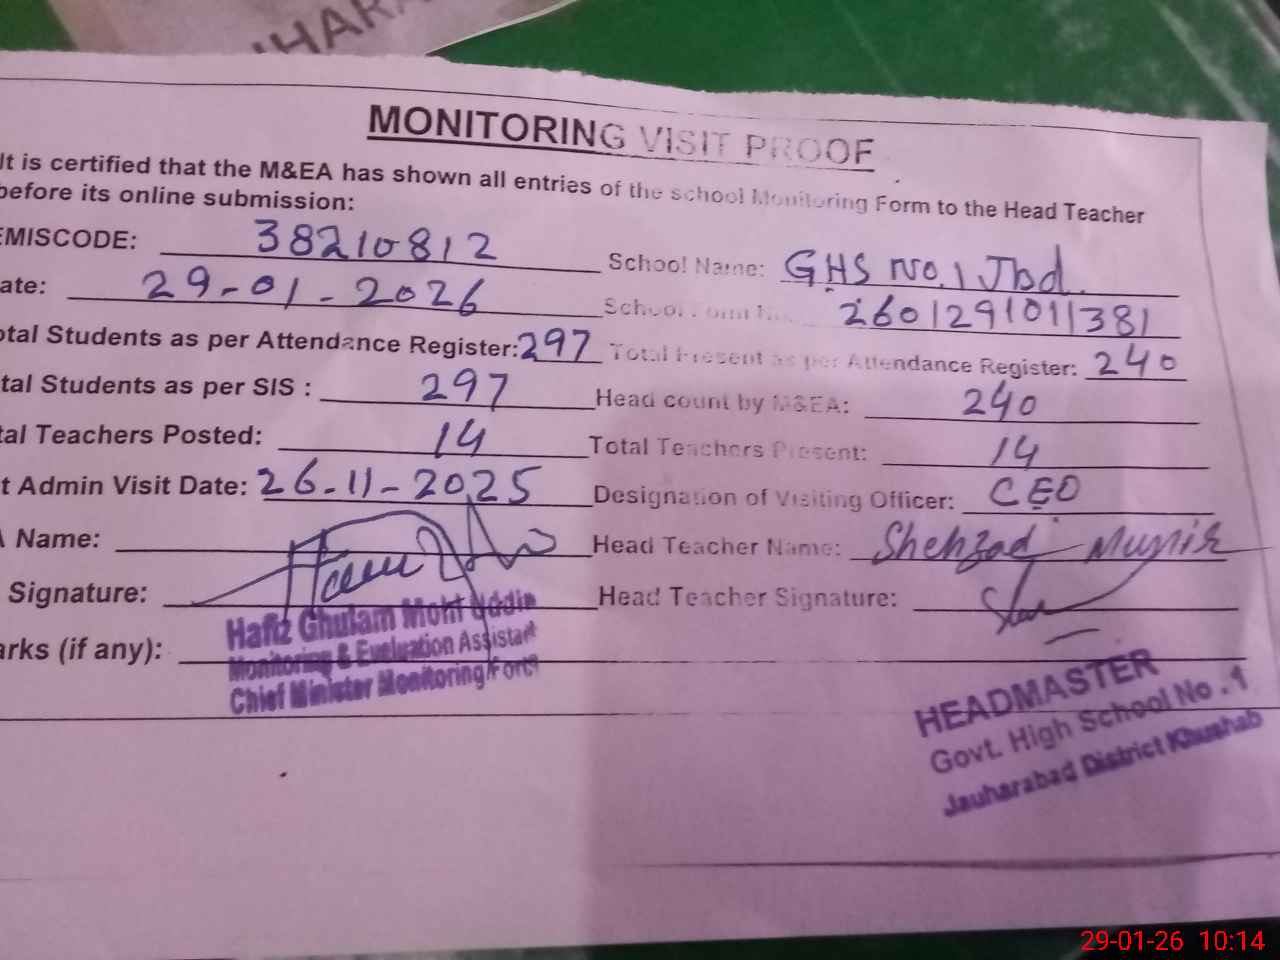 MONITORING VISIT PROOF
It is certified that the M&EA has shown all entries of the school Monitoring Form to the Head Teacher
before its online submission:
EMISCODE: 38210812 School Name: GHS No. 1 Jbd.
ate: 29-01-2026 School Form No. 2601291011381
otal Students as per Attendance Register: 297 Total Present as per Attendance Register: 240
tal Students as per SIS : 297 Head count by M&EA: 240
tal Teachers Posted: 14 Total Teachers Present: 14
t Admin Visit Date: 26-11-2025 Designation of Visiting Officer: CEO
A Name: Head Teacher Name: Shehzad Munir
Signature: Head Teacher Signature:
arks (if any):
Hafiz Ghulam Mohi Uddin
Monitoring & Evaluation Assistant
Chief Minister Monitoring Force
HEADMASTER
Govt. High School No . 1
Jauharabad District Khushab
29-01-26 10:14